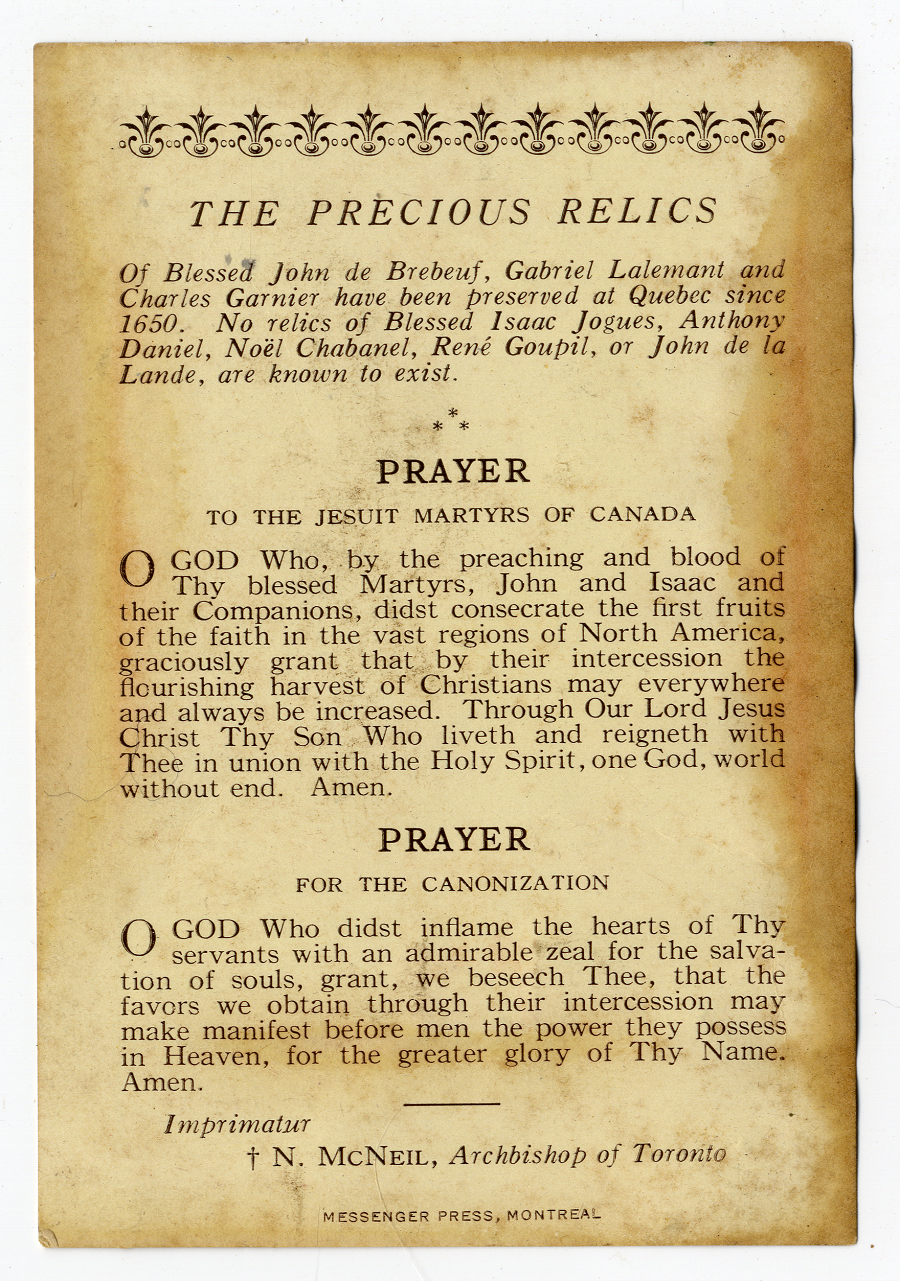 THE PRECIOUS RELICS
Of Blessed John de Brebeuf, Gabriel Lalemant and
Charles Garnier have been preserved at Quebec since
1650. No relics of Blessed Isaac Jogues, Anthony
Daniel, Noël Chabanel, René Goupil, or John de la
Lande, are known to exist.
*
* *
PRAYER
TO THE JESUIT MARTYRS OF CANADA
O GOD Who, by the preaching and blood of
Thy blessed Martyrs, John and Isaac and
their Companions, didst consecrate the first fruits
of the faith in the vast regions of North America,
graciously grant that by their intercession the
flourishing harvest of Christians may everywhere
and always be increased. Through Our Lord Jesus
Christ Thy Son Who liveth and reigneth with
Thee in union with the Holy Spirit, one God, world
without end. Amen.
PRAYER
FOR THE CANONIZATION
O GOD Who didst inflame the hearts of Thy
servants with an admirable zeal for the salva-
tion of souls, grant, we beseech Thee, that the
favors we obtain through their intercession may
make manifest before men the power they possess
in Heaven, for the greater glory of Thy Name.
Amen.
Imprimatur
† N. McNEIL, Archbishop of Toronto
MESSENGER PRESS, MONTREAL